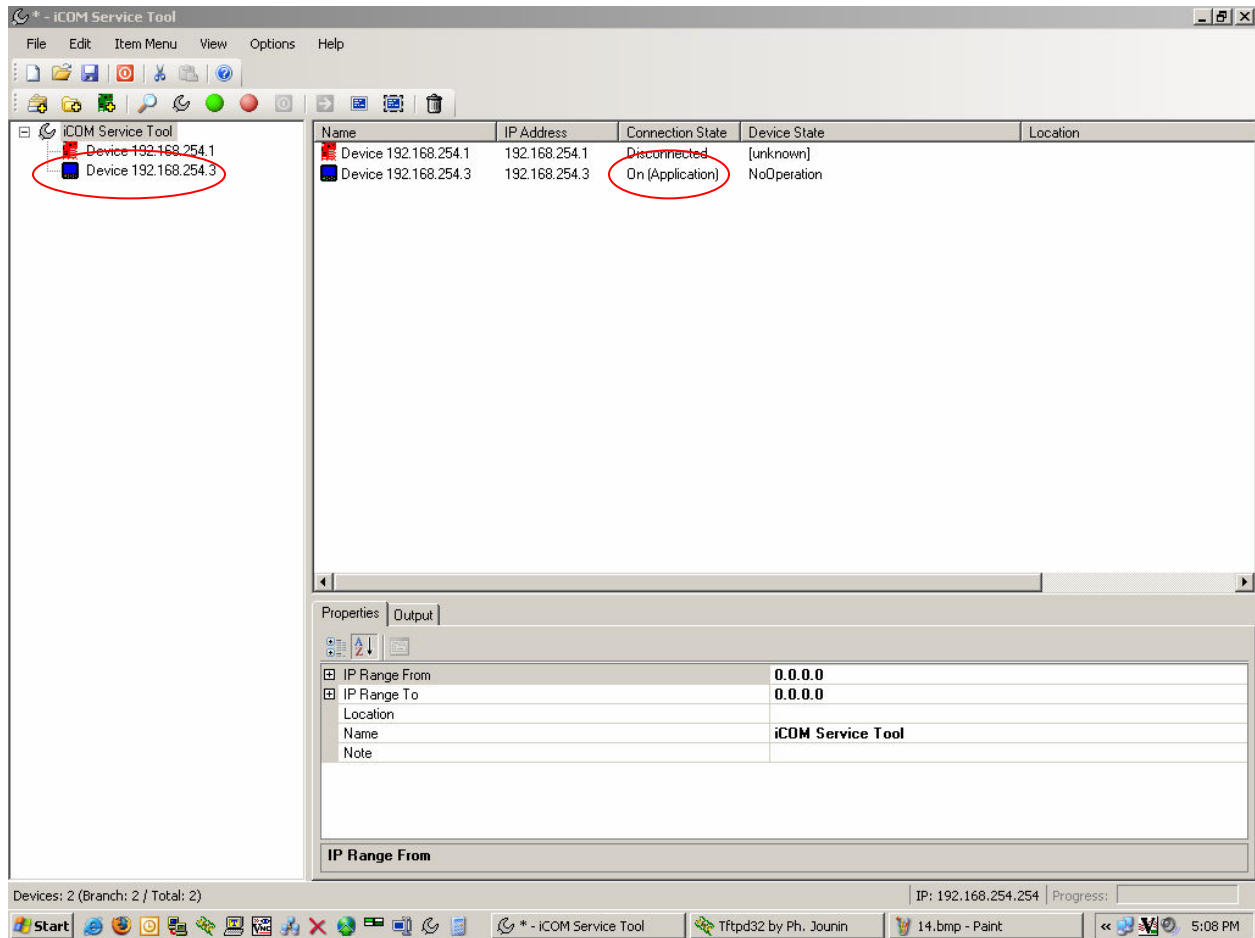 * - iCOM Service Tool
File Edit Item Menu View Options Help
iCOM Service Tool
Device 192.168.254.1
Device 192.168.254.3
Name IP Address Connection State Device State Location
Device 192.168.254.1 192.168.254.1 Disconnected [unknown]
Device 192.168.254.3 192.168.254.3 On (Application) NoOperation
Properties Output
IP Range From 0.0.0.0
IP Range To 0.0.0.0
Location
Name iCOM Service Tool
Note
IP Range From
Devices: 2 (Branch: 2 / Total: 2) IP: 192.168.254.254 Progress:
Start * - iCOM Service Tool Tftpd32 by Ph. Jounin 14.bmp - Paint « 5:08 PM